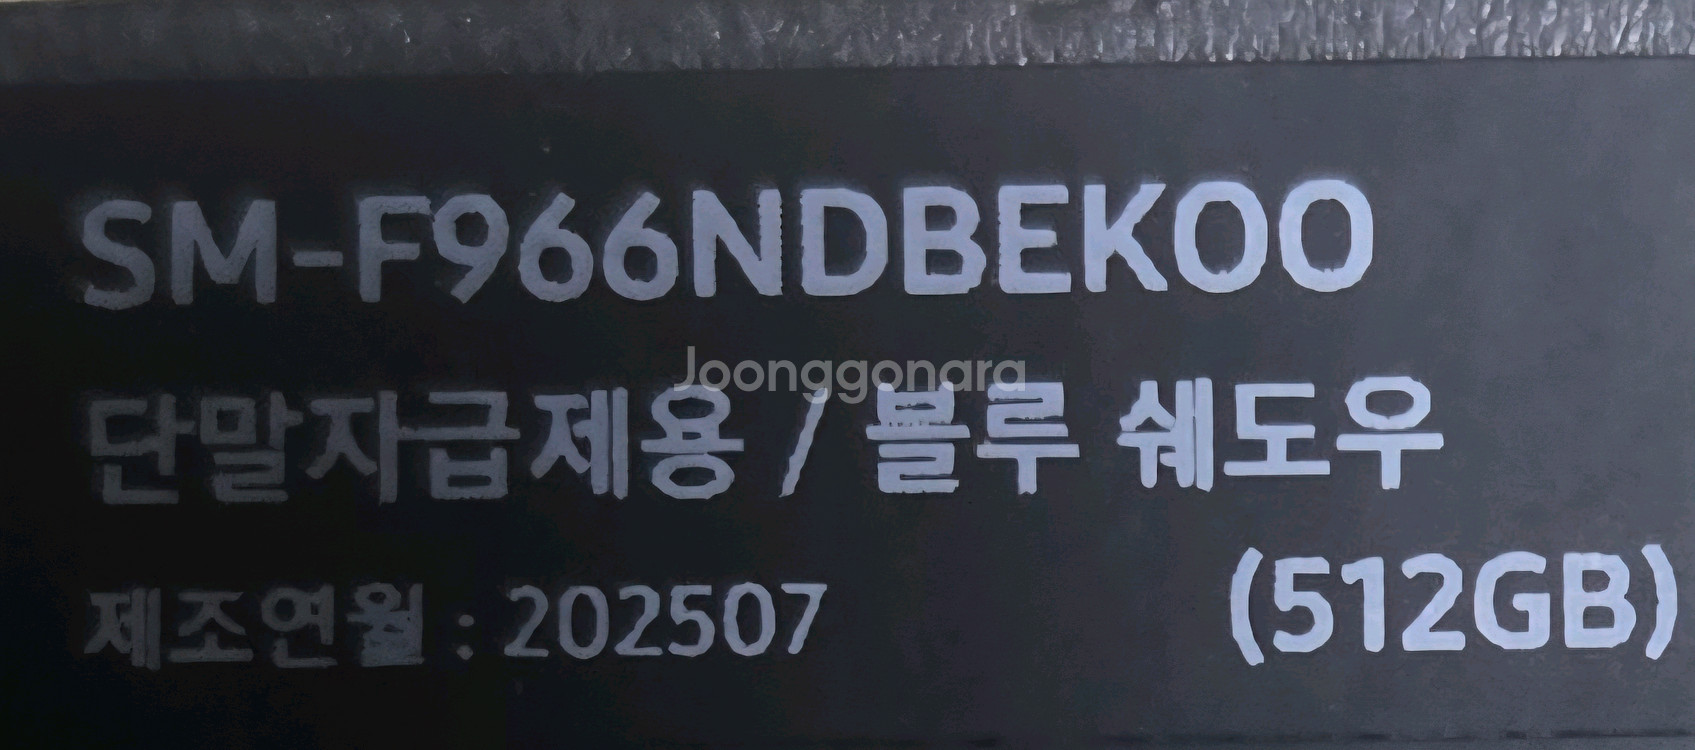 SM-F966NDBEKOO
Joonggonara
단말자급제용 / 블루 쉐도우
(512GB)
제조연월 : 202507